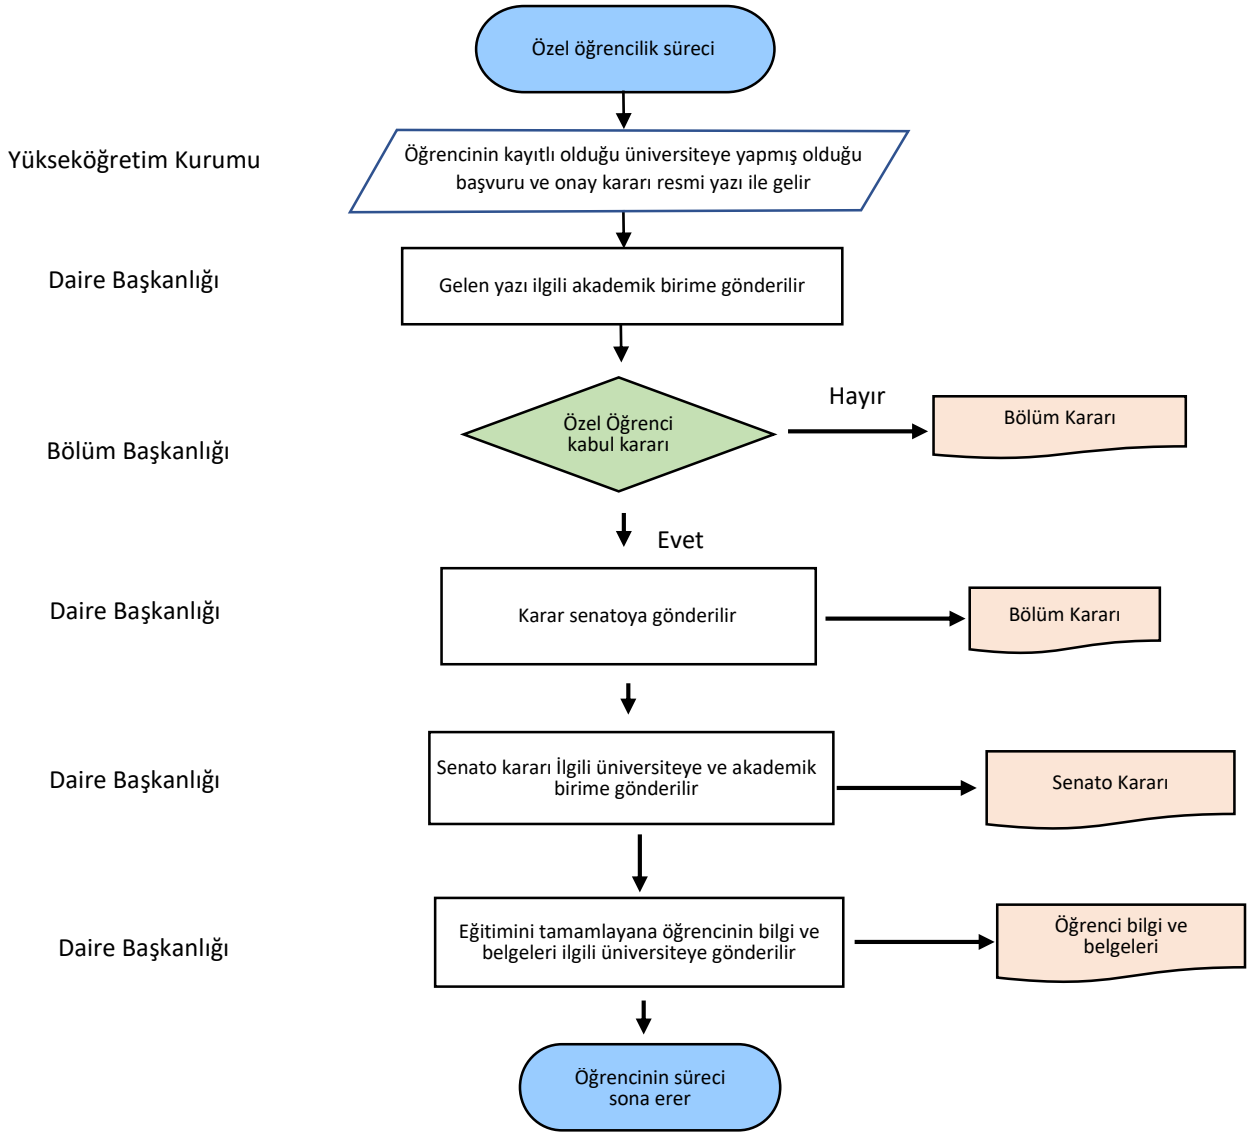 Özel öğrencilik süreci
Yükseköğretim Kurumu
Öğrencinin kayıtlı olduğu üniversiteye yapmış olduğu
başvuru ve onay kararı resmi yazı ile gelir
Daire Başkanlığı
Gelen yazı ilgili akademik birime gönderilir
Bölüm Başkanlığı
Özel Öğrenci
kabul kararı
Hayır
Bölüm Kararı
Evet
Daire Başkanlığı
Karar senatoya gönderilir
Bölüm Kararı
Daire Başkanlığı
Senato kararı İlgili üniversiteye ve akademik
birime gönderilir
Senato Kararı
Daire Başkanlığı
Eğitimini tamamlayana öğrencinin bilgi ve
belgeleri ilgili üniversiteye gönderilir
Öğrenci bilgi ve
belgeleri
Öğrencinin süreci
sona erer